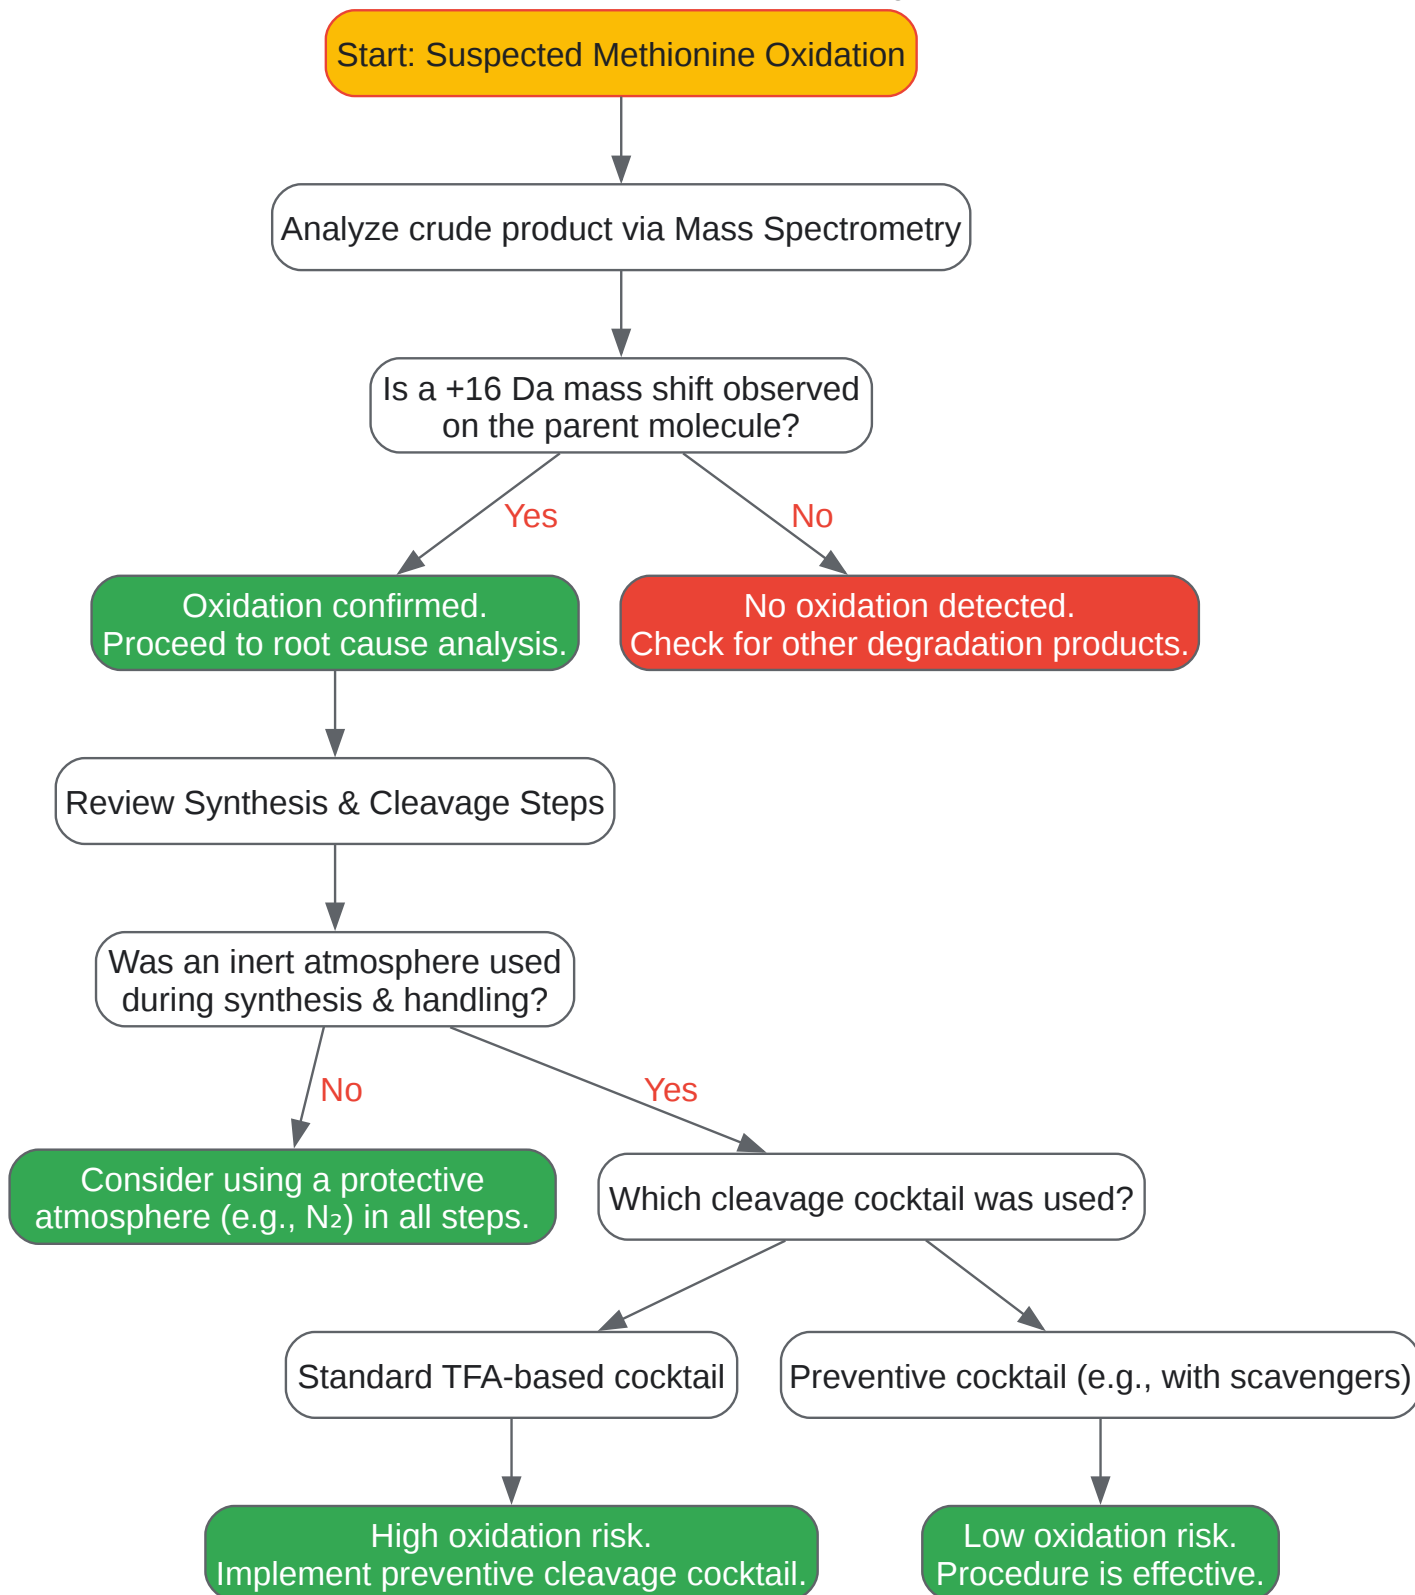 Start: Suspected Methionine Oxidation
Analyze crude product via Mass Spectrometry
Is a +16 Da mass shift observed
on the parent molecule?
Yes
No
Oxidation confirmed.
Proceed to root cause analysis.
No oxidation detected.
Check for other degradation products.
Review Synthesis & Cleavage Steps
Was an inert atmosphere used
during synthesis & handling?
No
Yes
Consider using a protective
atmosphere (e.g., N₂) in all steps.
Which cleavage cocktail was used?
Standard TFA-based cocktail
Preventive cocktail (e.g., with scavengers)
High oxidation risk.
Implement preventive cleavage cocktail.
Low oxidation risk.
Procedure is effective.